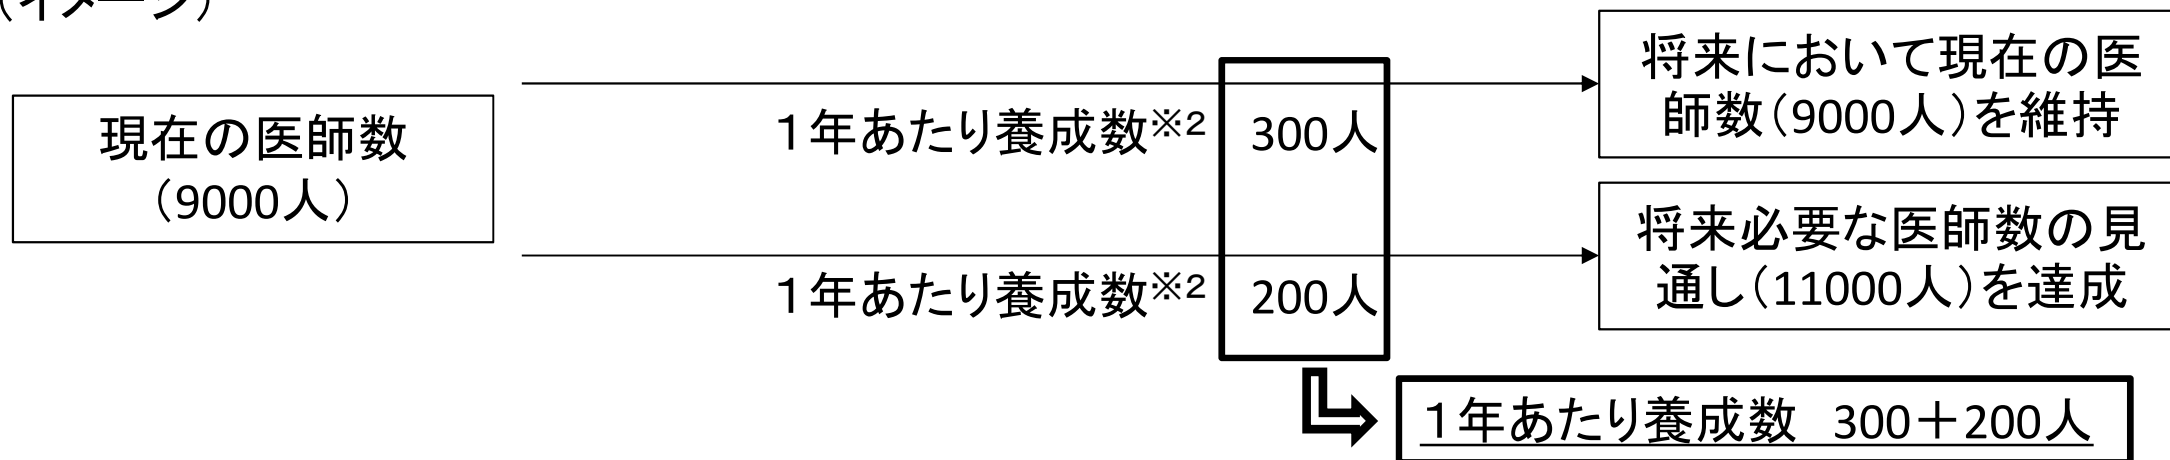 (イメージ)
現在の医師数
(9000人)
1年あたり養成数※2 300人
将来において現在の医
師数(9000人)を維持
1年あたり養成数※2 200人
将来必要な医師数の見
通し(11000人)を達成
1年あたり養成数 300+200人